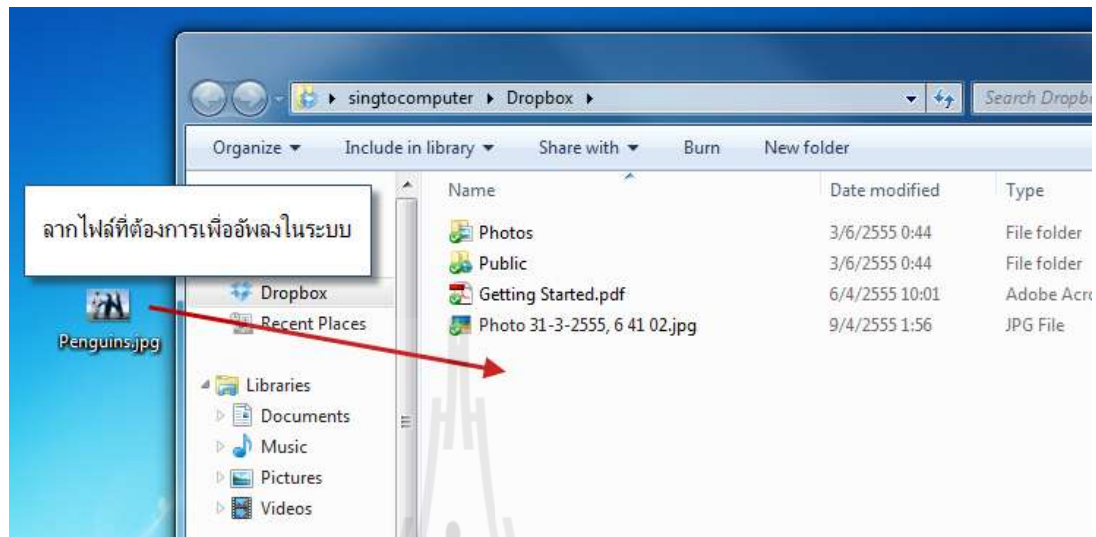 singtocomputer ▸ Dropbox ▸
Organize Include in library Share with Burn New folder
Name Date modified Type
ลากไฟล์ที่ต้องการเพื่ออัพลงในระบบ
Photos 3/6/2555 0:44 File folder
Public 3/6/2555 0:44 File folder
Dropbox
Getting Started.pdf 6/4/2555 10:01 Adobe Acro
Recent Places
Photo 31-3-2555, 6 41 02.jpg 9/4/2555 1:56 JPG File
Penguins.jpg
Libraries
Documents
Music
Pictures
Videos